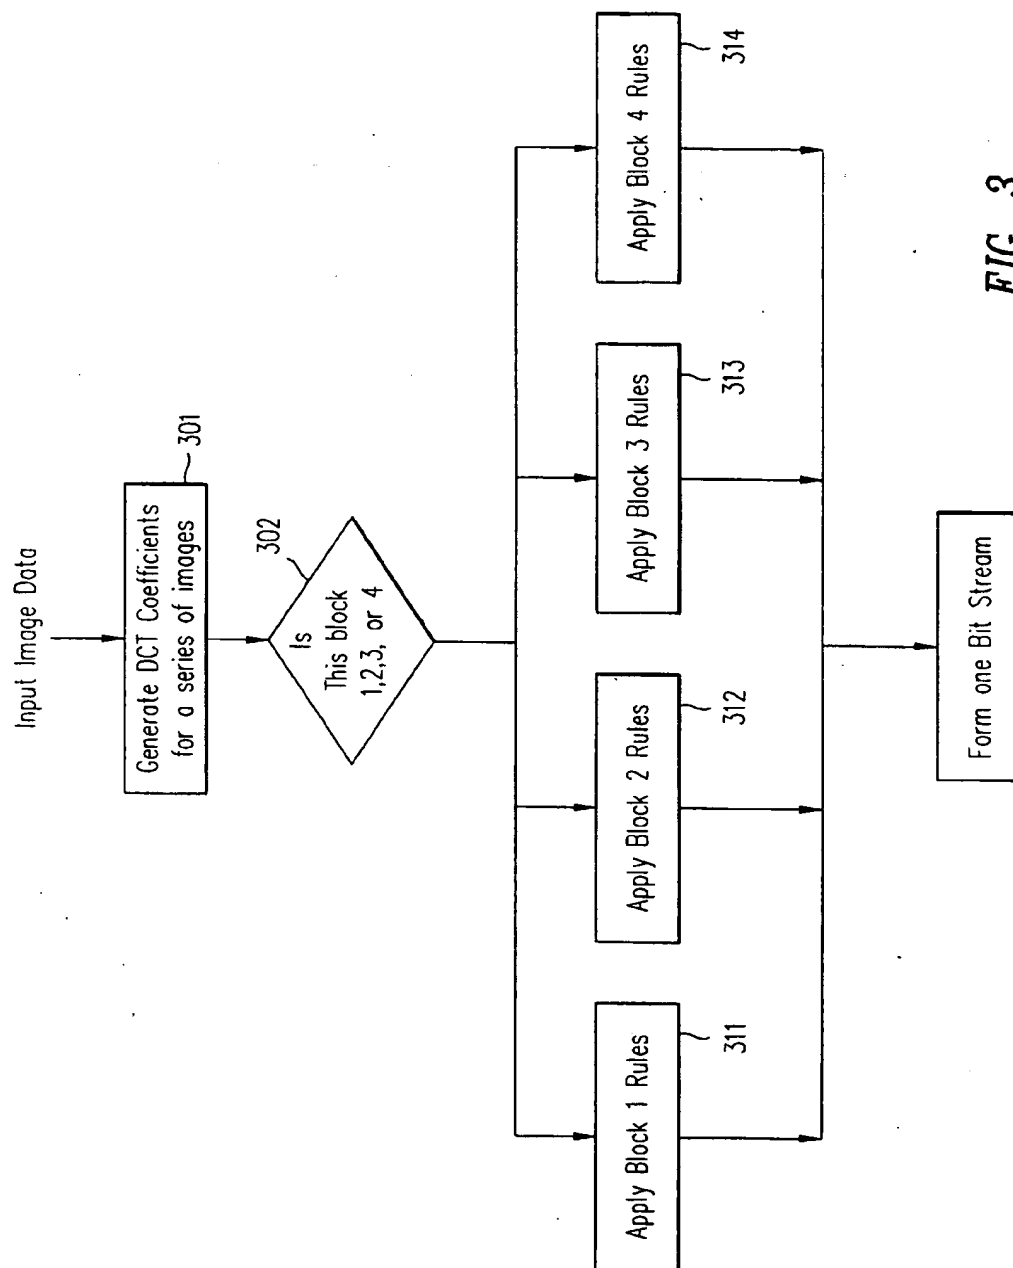 Input Image Data
Generate DCT Coefficients
for a series of images
301
Is
This block
1,2,3, or 4
302
Apply Block 1 Rules
311
Apply Block 2 Rules
312
Apply Block 3 Rules
313
Apply Block 4 Rules
314
Form one Bit Stream
FIG. 3